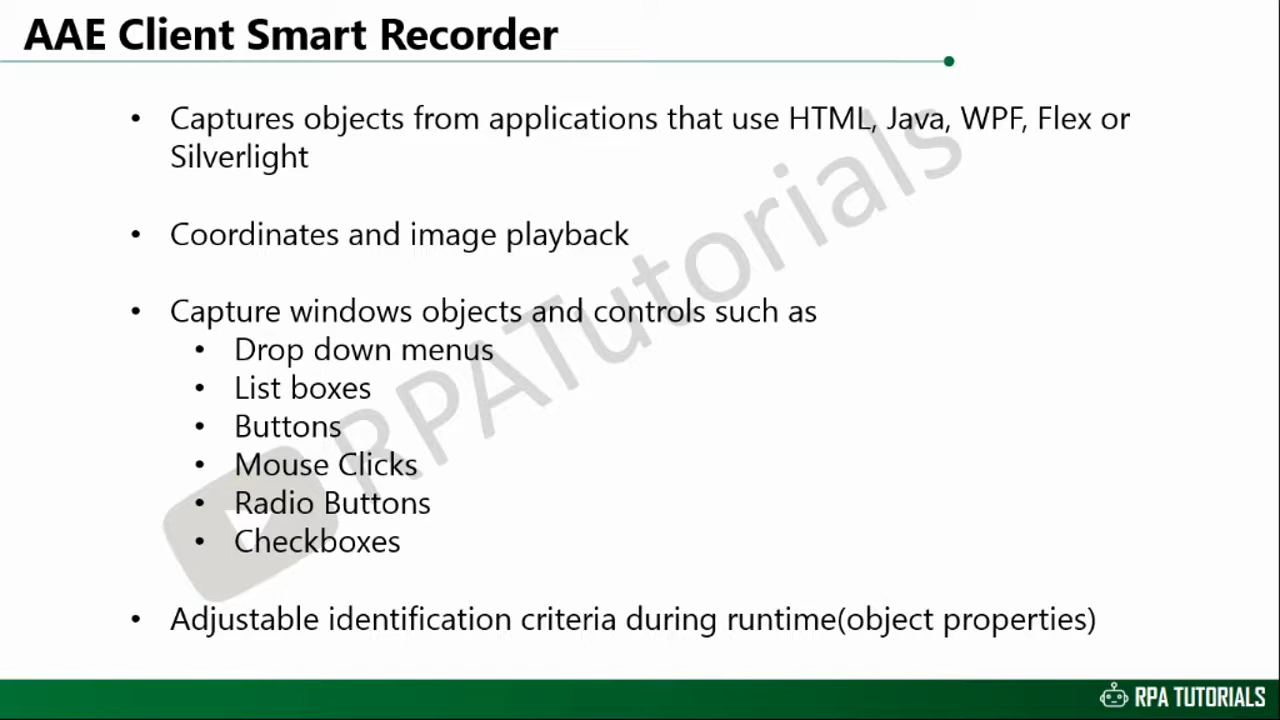 AAE Client Smart Recorder
• Captures objects from applications that use HTML, Java, WPF, Flex or
Silverlight
• Coordinates and image playback
• Capture windows objects and controls such as
• Drop down menus
• List boxes
• Buttons
• Mouse Clicks
• Radio Buttons
• Checkboxes
• Adjustable identification criteria during runtime(object properties)
RPATutorials
RPA TUTORIALS